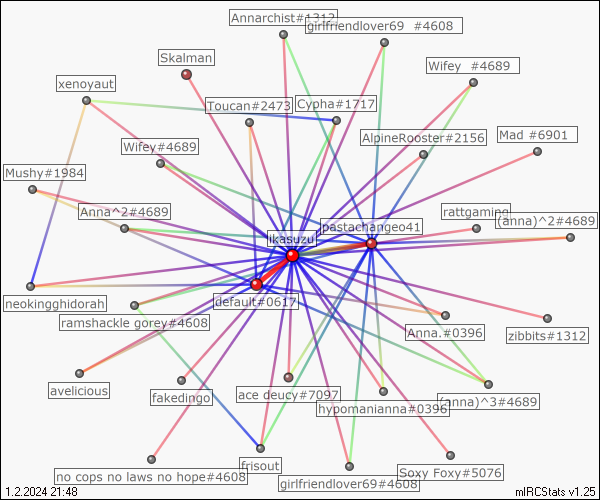 Annarchist#1312
girlfriendlover69 #4608
Skalman
Wifey #4689
xenoyaut
Toucan#2473
Cypha#1717
Mad #6901
AlpineRooster#2156
Wifey#4689
Mushy#1984
Anna^2#4689
rattgaming
(anna)^2#4689
pastachangeo41
ikasuzu
neokingghidorah
default#0617
ramshackle gorey#4608
Anna.#0396
zibbits#1312
avelicious
fakedingo
ace deucy#7097
hypomanianna#0396
(anna)^3#4689
no cops no laws no hope#4608
frisout
girlfriendlover69#4608
Soxy Foxy#5076
1.2.2024 21:48
mIRCStats v1.25